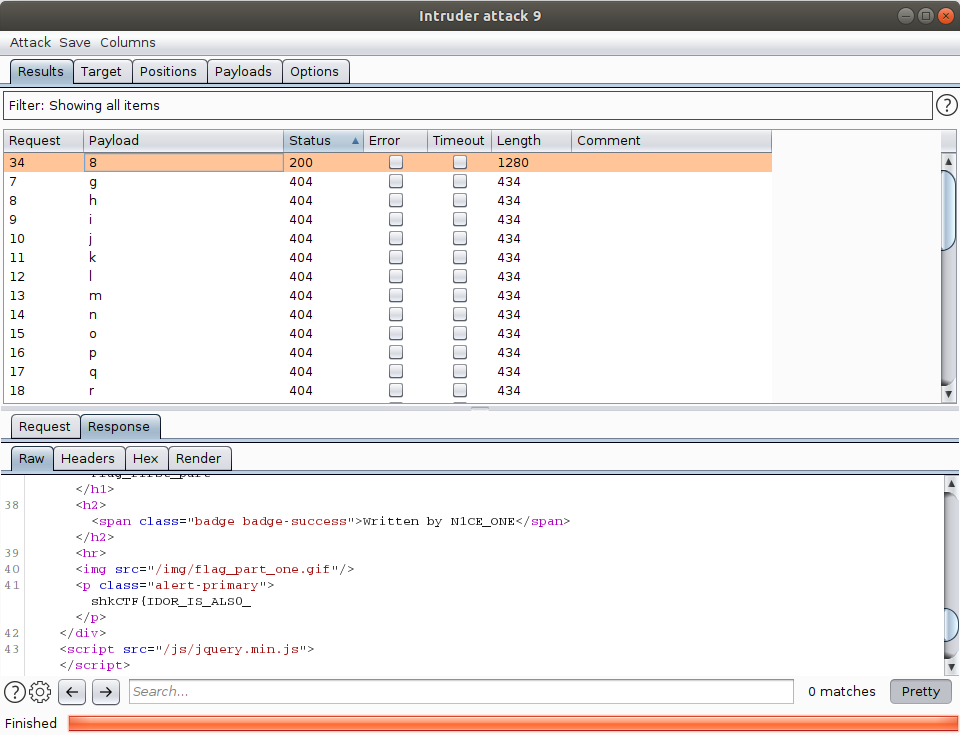 Intruder attack 9
Attack Save Columns
Results Target Positions Payloads Options
Filter: Showing all items
?
Request Payload Status Error Timeout Length Comment
34 8 200 1280
7 g 404 434
8 h 404 434
9 i 404 434
10 j 404 434
11 k 404 434
12 l 404 434
13 m 404 434
14 n 404 434
15 o 404 434
16 p 404 434
17 q 404 434
18 r 404 434
Request Response
Raw Headers Hex Render
flag_first_part
</h1>
38 <h2>
<span class="badge badge-success">Written by N1CE_ONE</span>
</h2>
39 <hr>
40 <img src="/img/flag_part_one.gif"/>
41 <p class="alert-primary">
shkCTF{IDOR_IS_ALS0_
</p>
42 </div>
43 <script src="/js/jquery.min.js">
</script>
? Search... 0 matches Pretty
Finished